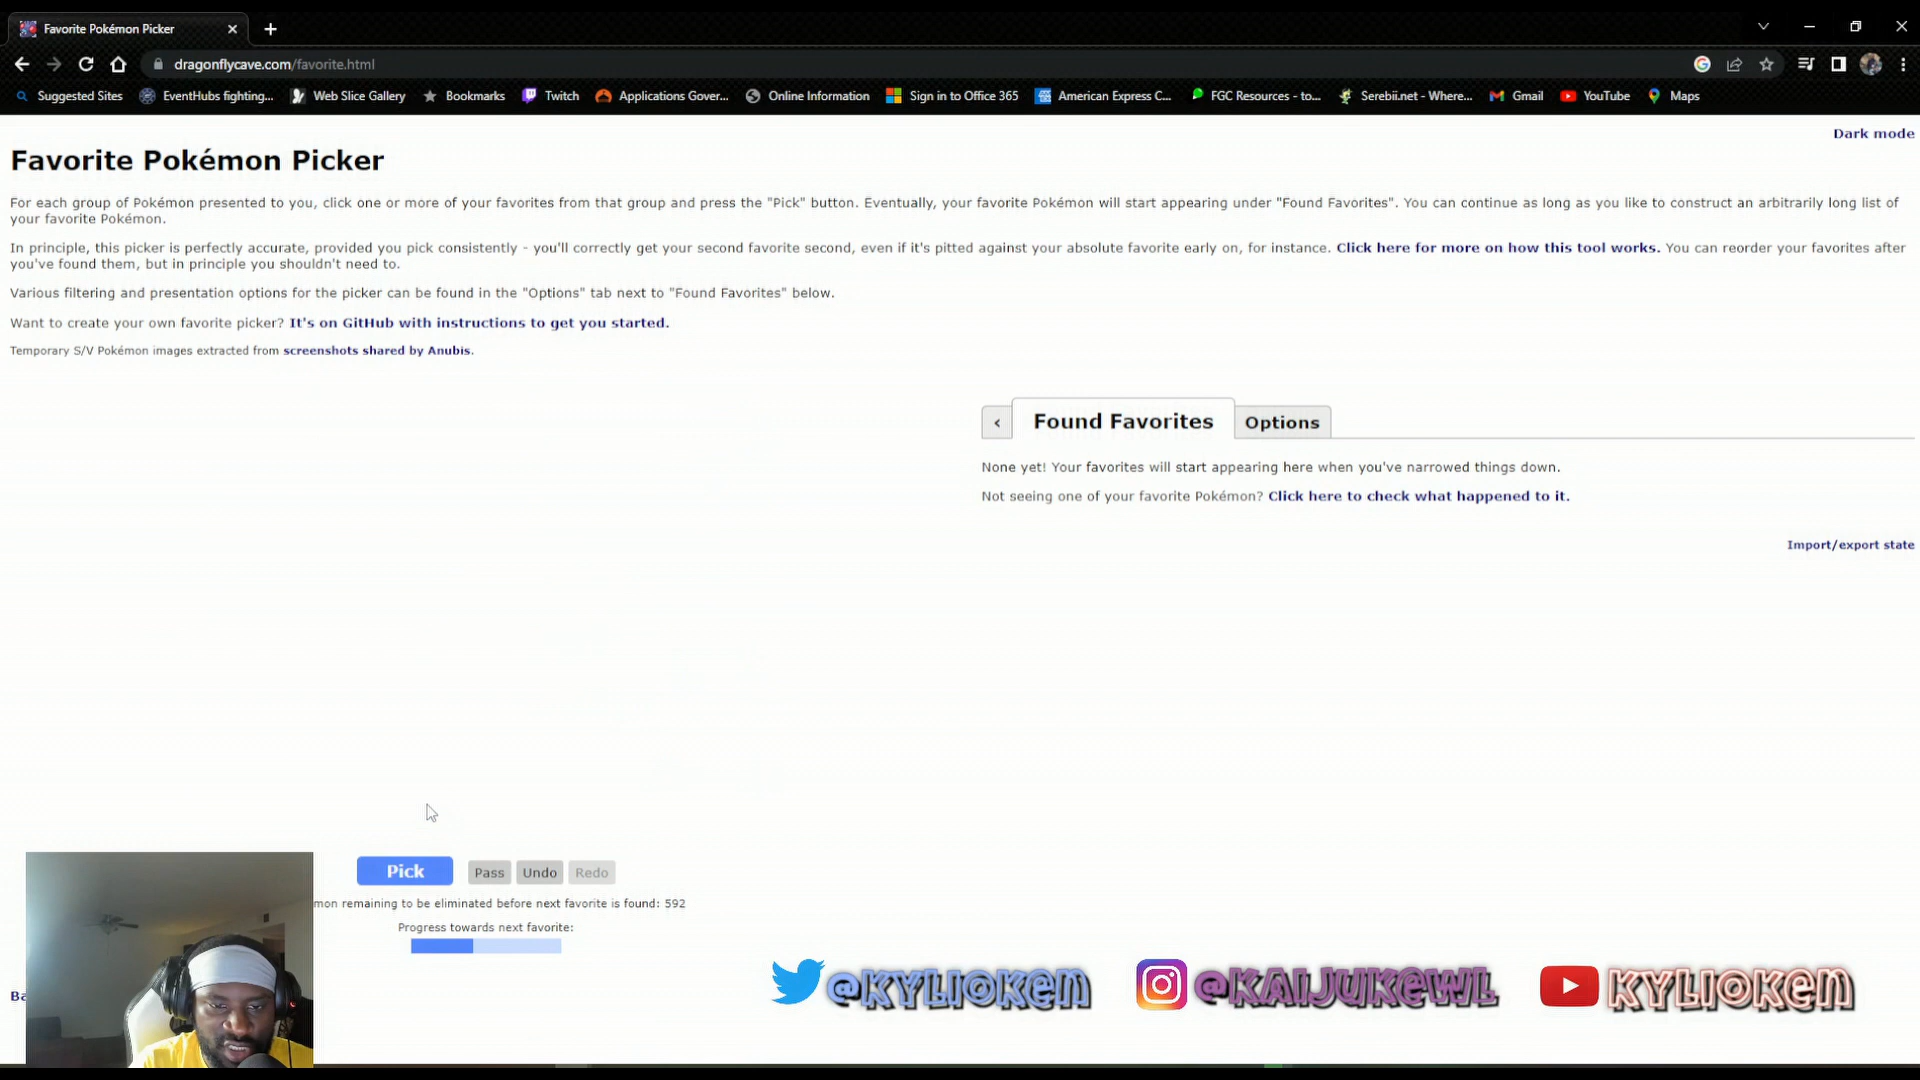 Favorite Pokémon Picker
dragonflycave.com/favorite.html
Suggested Sites
EventHubs fighting...
Web Slice Gallery
Bookmarks
Twitch
Applications Gover...
Online Information
Sign in to Office 365
American Express C...
FGC Resources - to...
Serebii.net - Where...
Gmail
YouTube
Maps
Dark mode
Favorite Pokémon Picker
For each group of Pokémon presented to you, click one or more of your favorites from that group and press the "Pick" button. Eventually, your favorite Pokémon will start appearing under "Found Favorites". You can continue as long as you like to construct an arbitrarily long list of
your favorite Pokémon.
In principle, this picker is perfectly accurate, provided you pick consistently - you'll correctly get your second favorite second, even if it's pitted against your absolute favorite early on, for instance. Click here for more on how this tool works. You can reorder your favorites after
you've found them, but in principle you shouldn't need to.
Various filtering and presentation options for the picker can be found in the "Options" tab next to "Found Favorites" below.
Want to create your own favorite picker? It's on GitHub with instructions to get you started.
Temporary S/V Pokémon images extracted from screenshots shared by Anubis.
‹
Found Favorites
Options
None yet! Your favorites will start appearing here when you've narrowed things down.
Not seeing one of your favorite Pokémon? Click here to check what happened to it.
Import/export state
Pick
Pass
Undo
Redo
mon remaining to be eliminated before next favorite is found: 592
Progress towards next favorite:
Ba
@KYLIOKEN
@KAIJUKEWL
KYLIOKEN